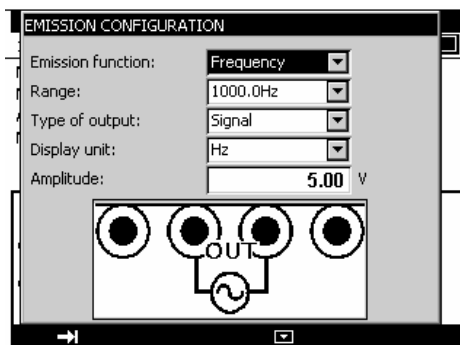 EMISSION CONFIGURATION
Emission function: Frequency
Range: 1000.0Hz
Type of output: Signal
Display unit: Hz
Amplitude: 5.00 V
OUT